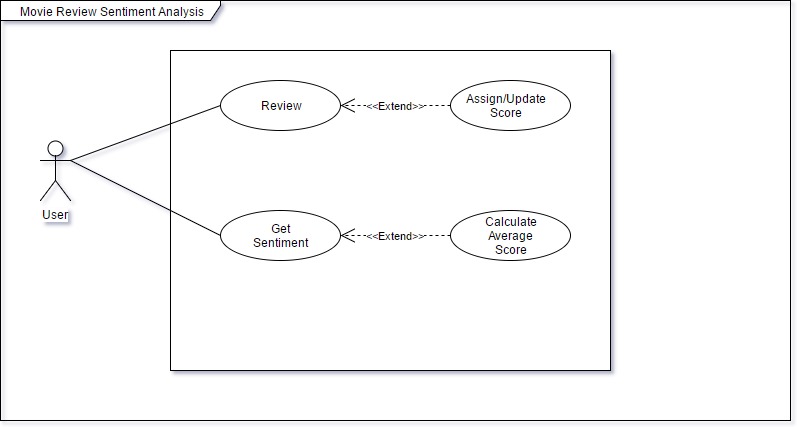 Movie Review Sentiment Analysis
Review
<<Extend>>
Assign/Update
Score
User
Get
Sentiment
<<Extend>>
Calculate
Average
Score